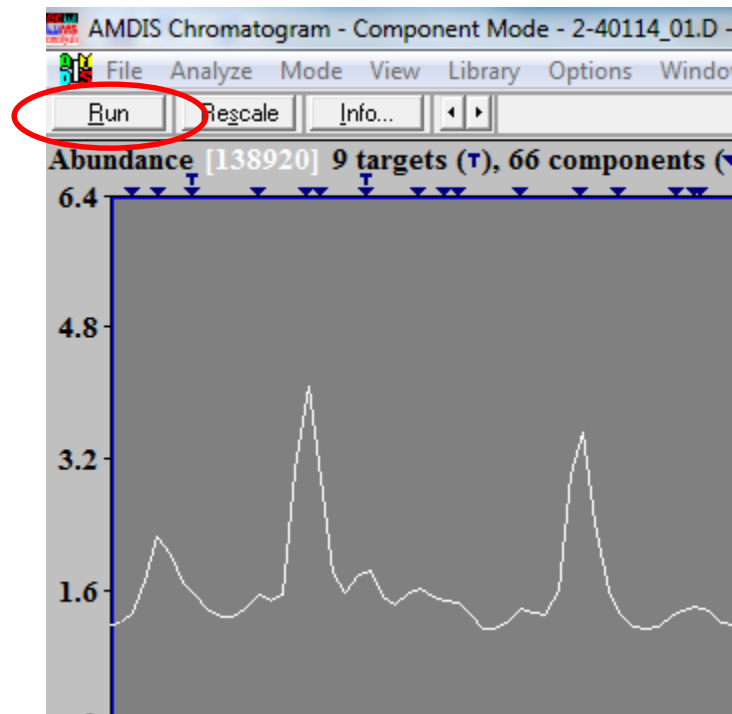 AMDIS Chromatogram - Component Mode - 2-40114_01.D -
File Analyze Mode View Library Options
Run Rescale Info...
Abundance [138920] 9 targets (T), 66 components (
T T
6.4
4.8
3.2
1.6